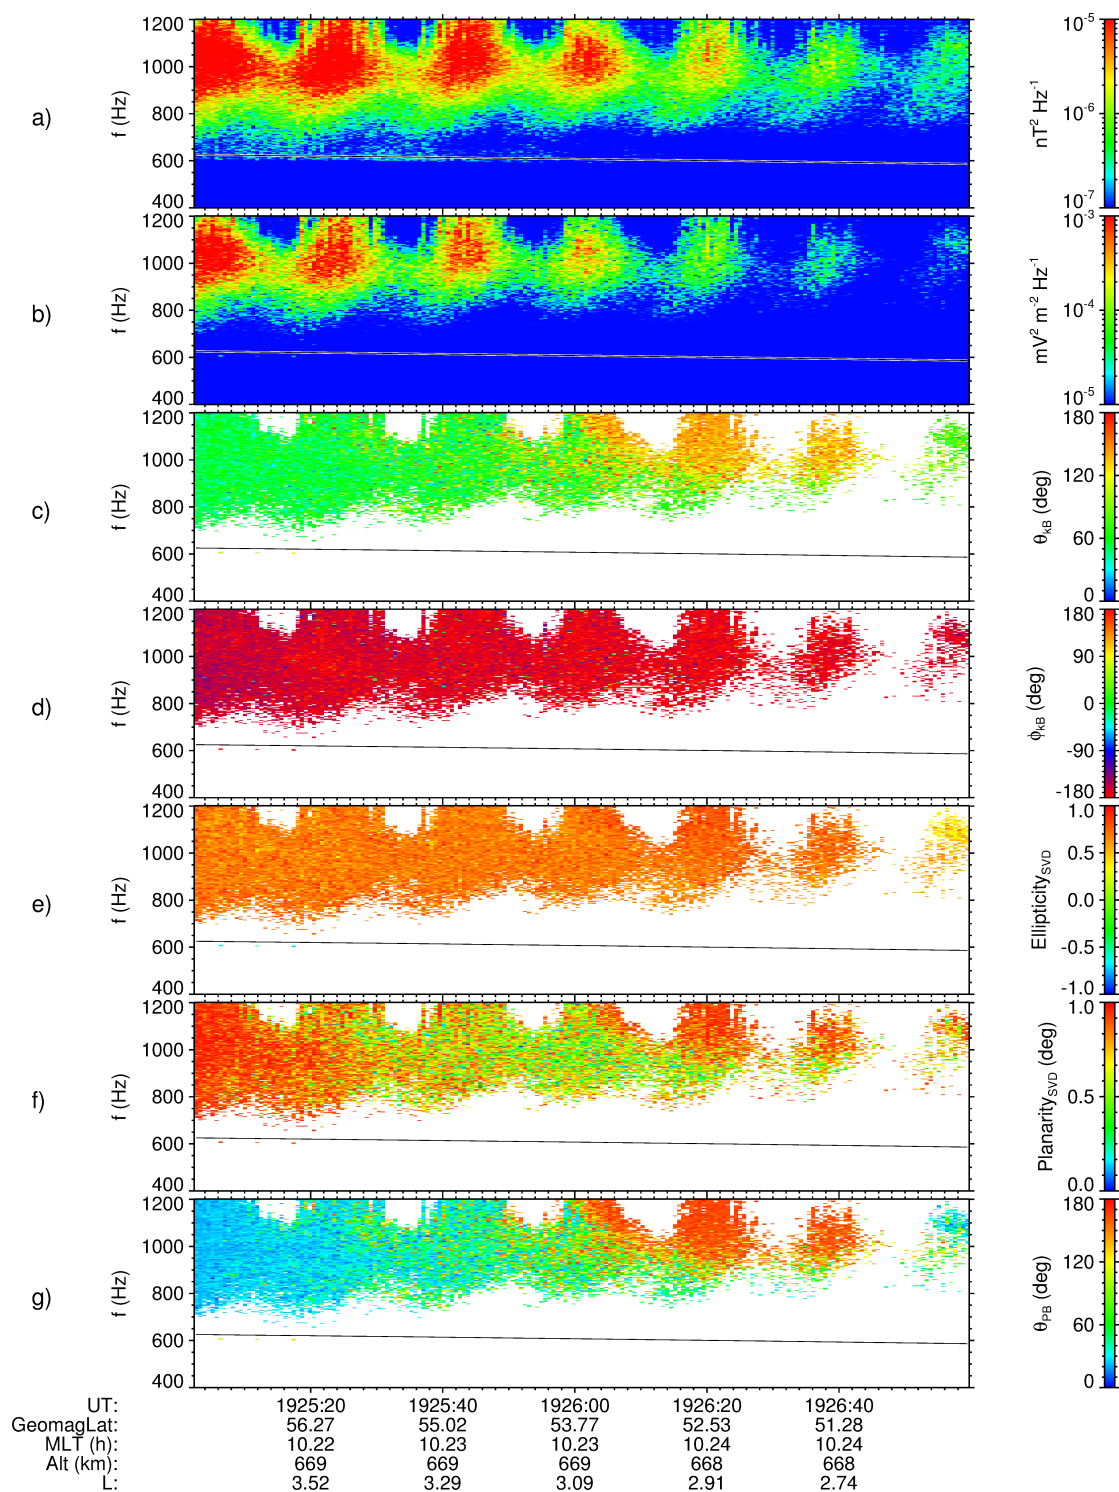 a)
f (Hz)
1200
1000
800
600
400
10-5
10-6
10-7
nT2 Hz-1
b)
f (Hz)
1200
1000
800
600
400
10-3
10-4
10-5
mV2 m-2 Hz-1
c)
f (Hz)
1200
1000
800
600
400
180
120
60
0
θkB (deg)
d)
f (Hz)
1200
1000
800
600
400
180
90
0
-90
-180
ϕkB (deg)
e)
f (Hz)
1200
1000
800
600
400
1.0
0.5
0.0
-0.5
-1.0
EllipticitySVD
f)
f (Hz)
1200
1000
800
600
400
1.0
0.5
0.0
PlanaritySVD (deg)
g)
f (Hz)
1200
1000
800
600
400
180
120
60
0
θPB (deg)
UT: 1925:20 1925:40 1926:00 1926:20 1926:40
GeomagLat: 56.27 55.02 53.77 52.53 51.28
MLT (h): 10.22 10.23 10.23 10.24 10.24
Alt (km): 669 669 669 668 668
L: 3.52 3.29 3.09 2.91 2.74